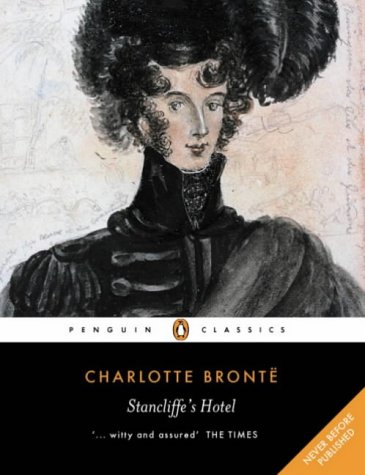 PENGUIN CLASSICS
CHARLOTTE BRONTË
Stancliffe's Hotel
'... witty and assured' THE TIMES
NEVER BEFORE
PUBLISHED